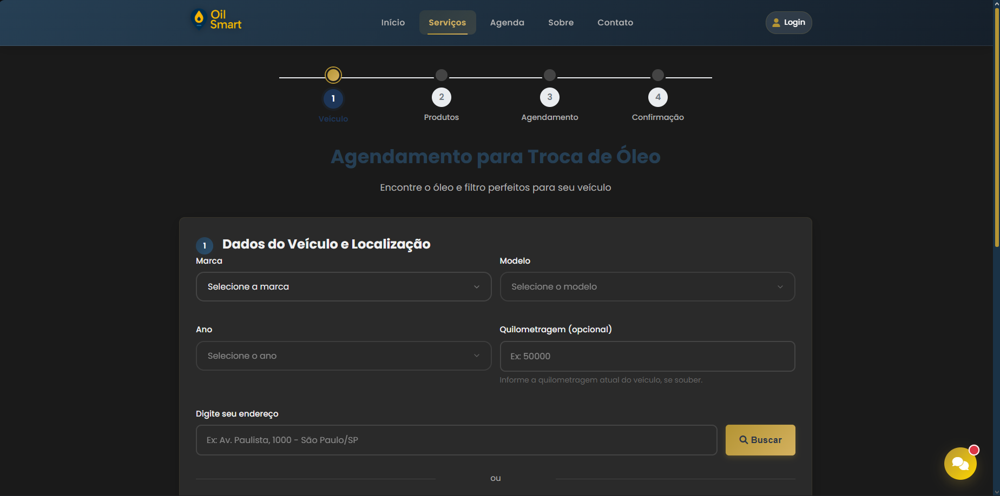 Oil
Smart
Início
Serviços
Agenda
Sobre
Contato
Login
1
2
3
4
Veículo
Produtos
Agendamento
Confirmação
Agendamento para Troca de Óleo
Encontre o óleo e filtro perfeitos para seu veículo
1
Dados do Veículo e Localização
Marca
Modelo
Selecione a marca
Selecione o modelo
Ano
Quilometragem (opcional)
Selecione o ano
Ex: 50000
Informe a quilometragem atual do veículo, se souber.
Digite seu endereço
Ex: Av. Paulista, 1000 - São Paulo/SP
Buscar
ou